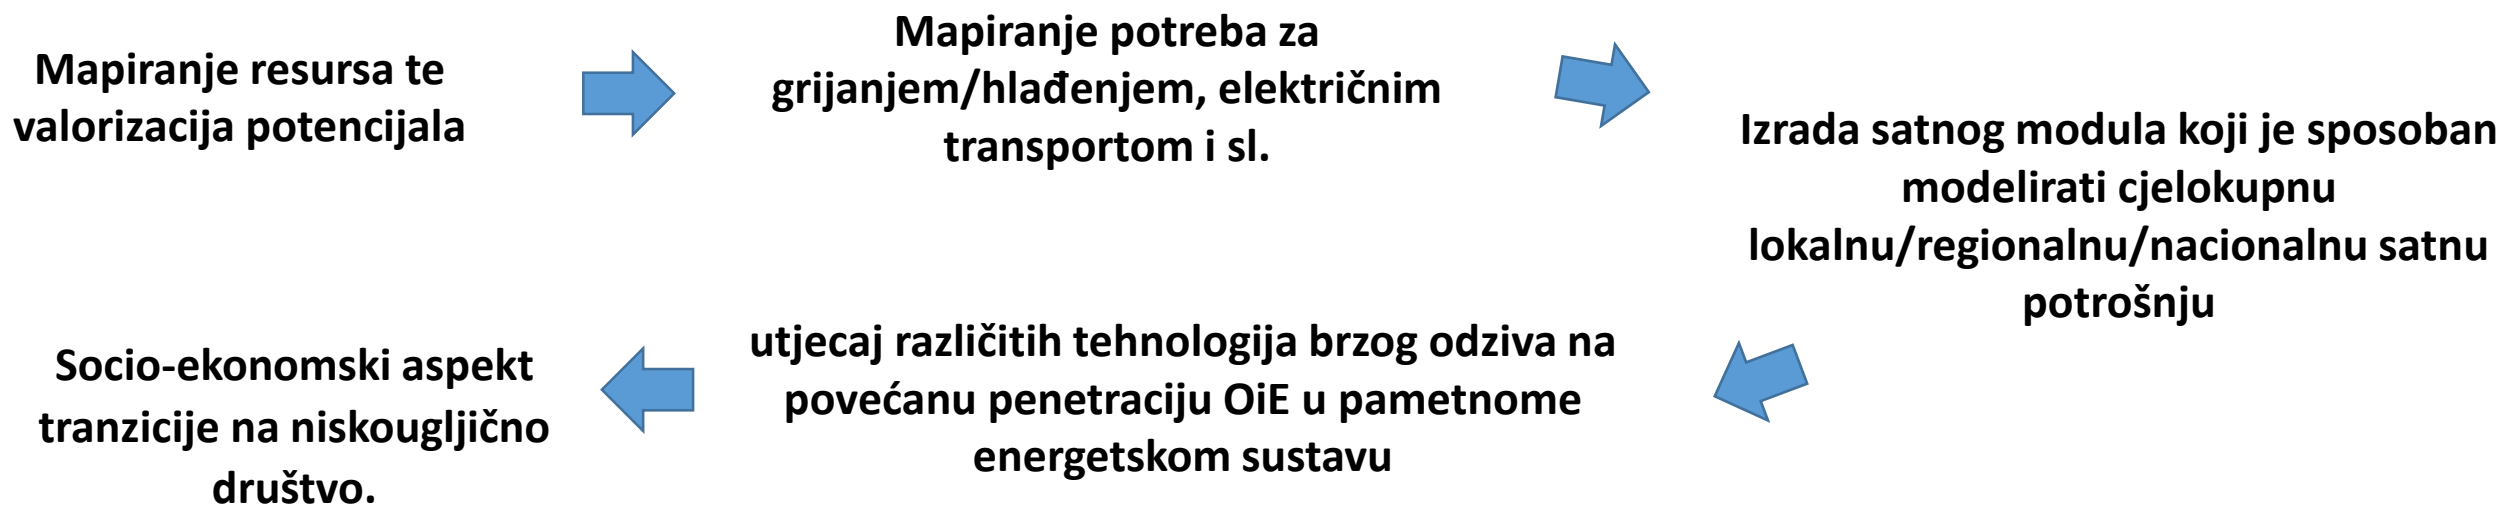 Mapiranje resursa te
valorizacija potencijala
Mapiranje potreba za
grijanjem/hlađenjem, električnim
transportom i sl.
Izrada satnog modula koji je sposoban
modelirati cjelokupnu
lokalnu/regionalnu/nacionalnu satnu
potrošnju
utjecaj različitih tehnologija brzog odziva na
povećanu penetraciju OiE u pametnome
energetskom sustavu
Socio-ekonomski aspekt
tranzicije na niskougljično
društvo.